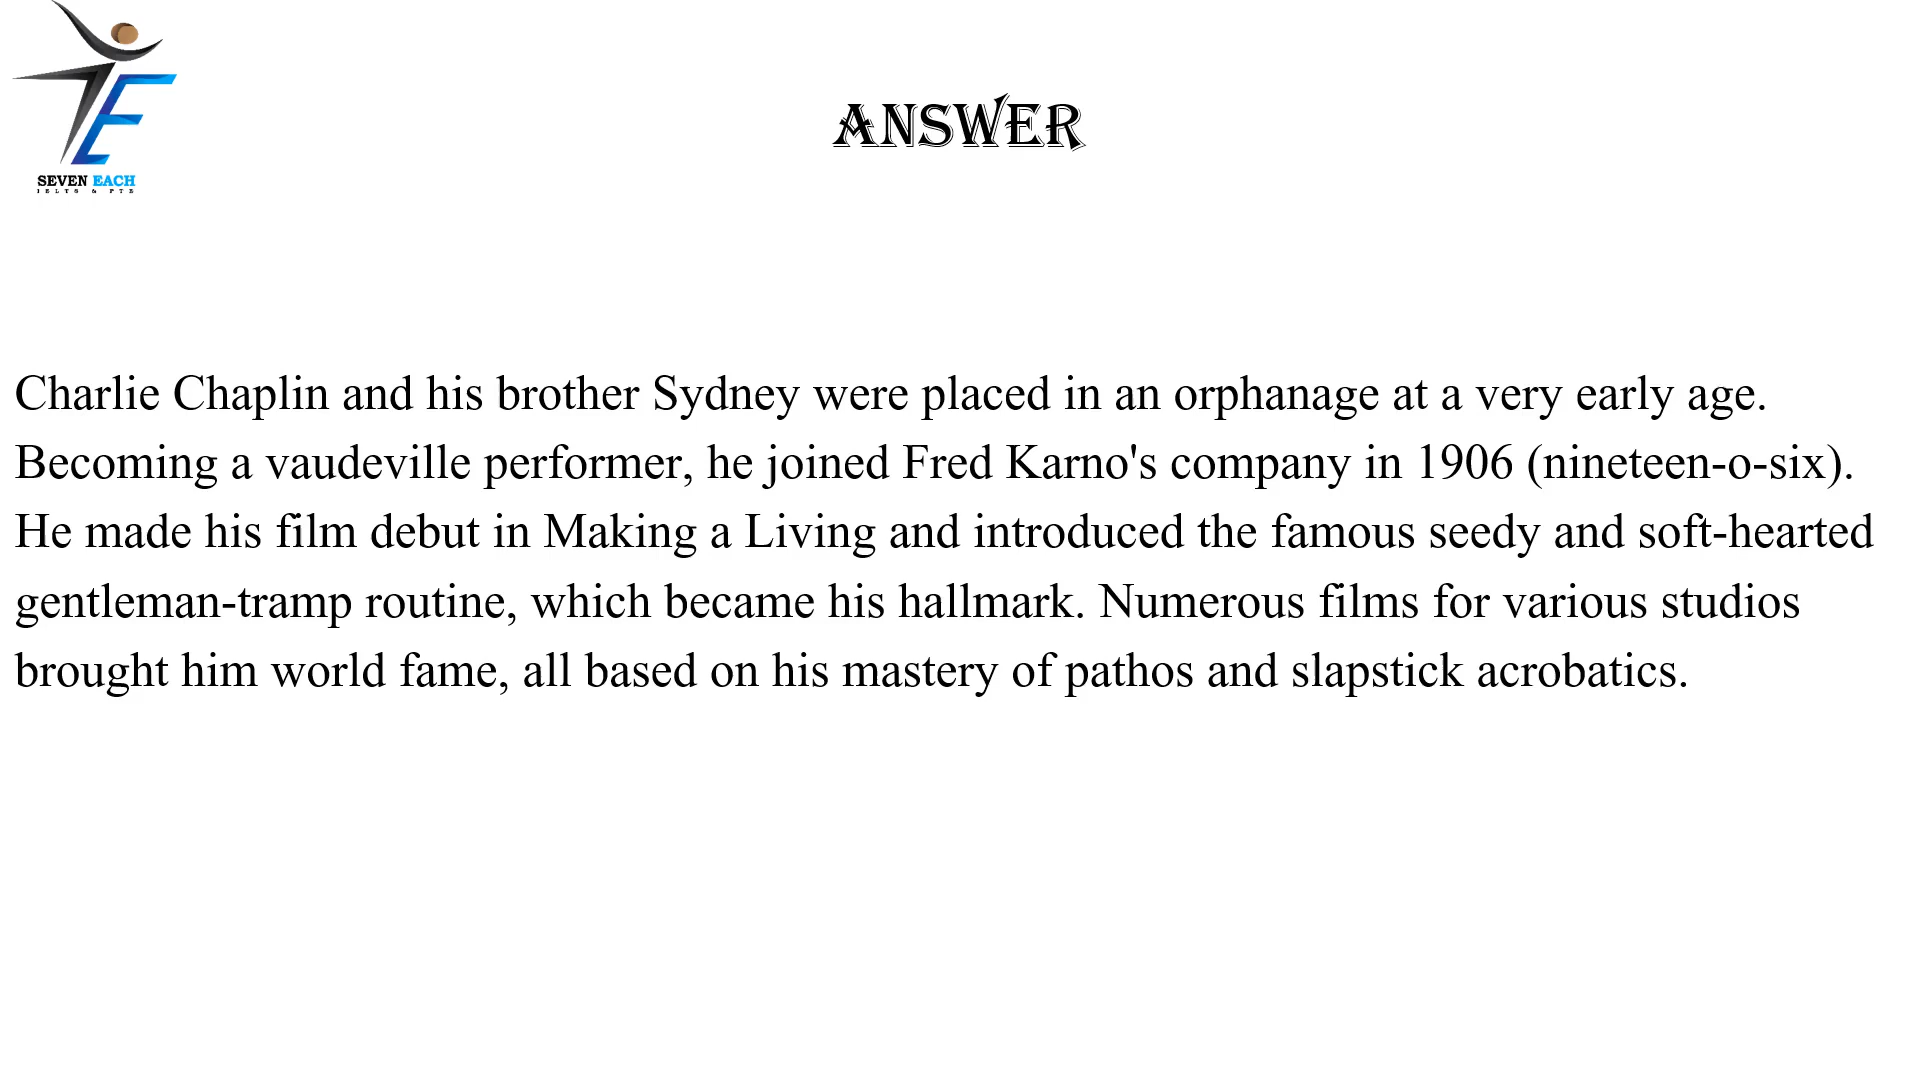 SEVEN EACH
IELTS & PTE
ANSWER
Charlie Chaplin and his brother Sydney were placed in an orphanage at a very early age.
Becoming a vaudeville performer, he joined Fred Karno's company in 1906 (nineteen-o-six).
He made his film debut in Making a Living and introduced the famous seedy and soft-hearted
gentleman-tramp routine, which became his hallmark. Numerous films for various studios
brought him world fame, all based on his mastery of pathos and slapstick acrobatics.